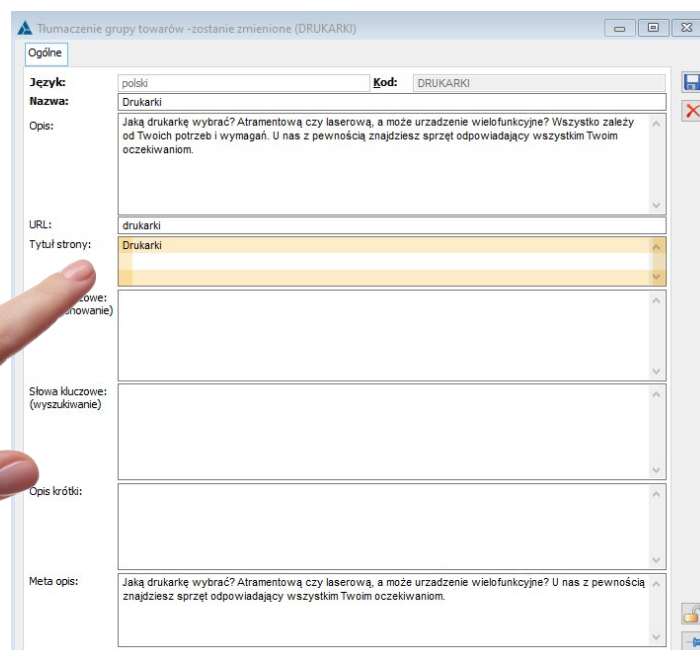 Tłumaczenie grupy towarów -zostanie zmienione (DRUKARKI)
Ogólne
Język: polski Kod: DRUKARKI
Nazwa: Drukarki
Opis: Jaką drukarkę wybrać? Atramentową czy laserową, a może urzadzenie wielofunkcyjne? Wszystko zależy
od Twoich potrzeb i wymagań. U nas z pewnością znajdziesz sprzęt odpowiadający wszystkim Twoim
oczekiwaniom.
URL: drukarki
Tytuł strony: Drukarki
Słowa kluczowe:
(wyszukiwanie)
Opis krótki:
Meta opis: Jaką drukarkę wybrać? Atramentową czy laserową, a może urzadzenie wielofunkcyjne? U nas z pewnością
znajdziesz sprzęt odpowiadający wszystkim Twoim oczekiwaniom.